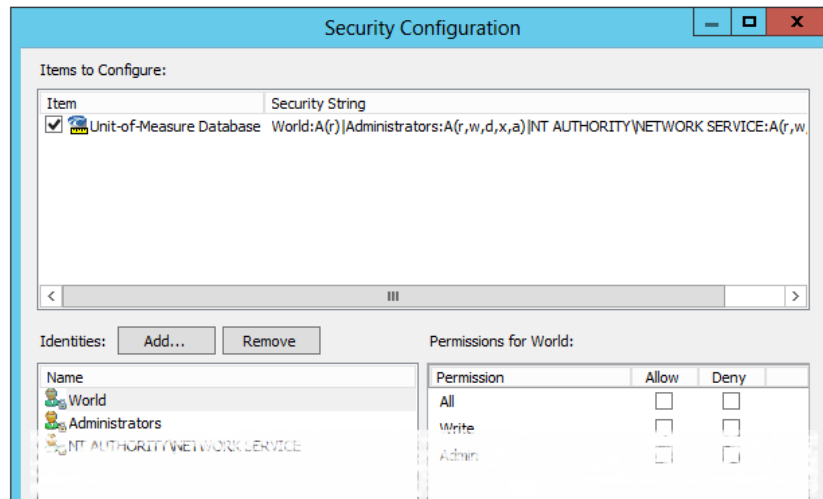 Security Configuration
Items to Configure:
Item Security String
Unit-of-Measure Database World:A(r)|Administrators:A(r,w,d,x,a)|NT AUTHORITY\NETWORK SERVICE:A(r,w,
Identities: Add... Remove Permissions for World:
Name Permission Allow Deny
World All
Administrators Write
NT AUTHORITY\NETWORK SERVICE Admin